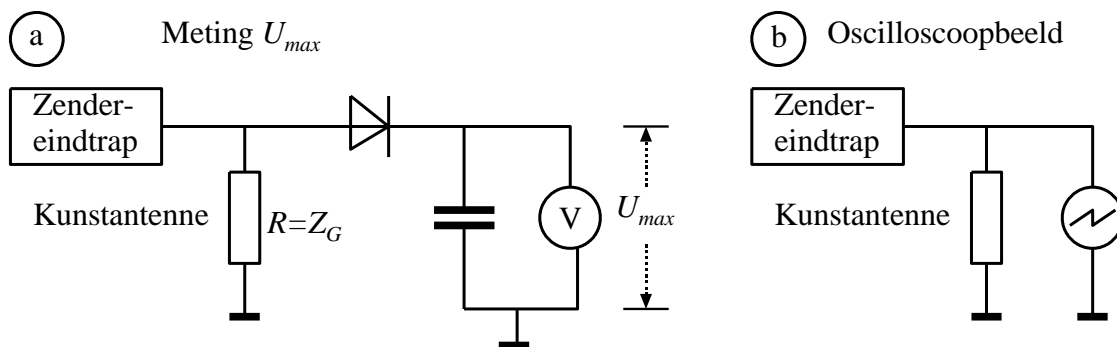 a
Meting U_max
Zender-
eindtrap
Kunstantenne
R=Z_G
V
U_max
b
Oscilloscoopbeeld
Zender-
eindtrap
Kunstantenne